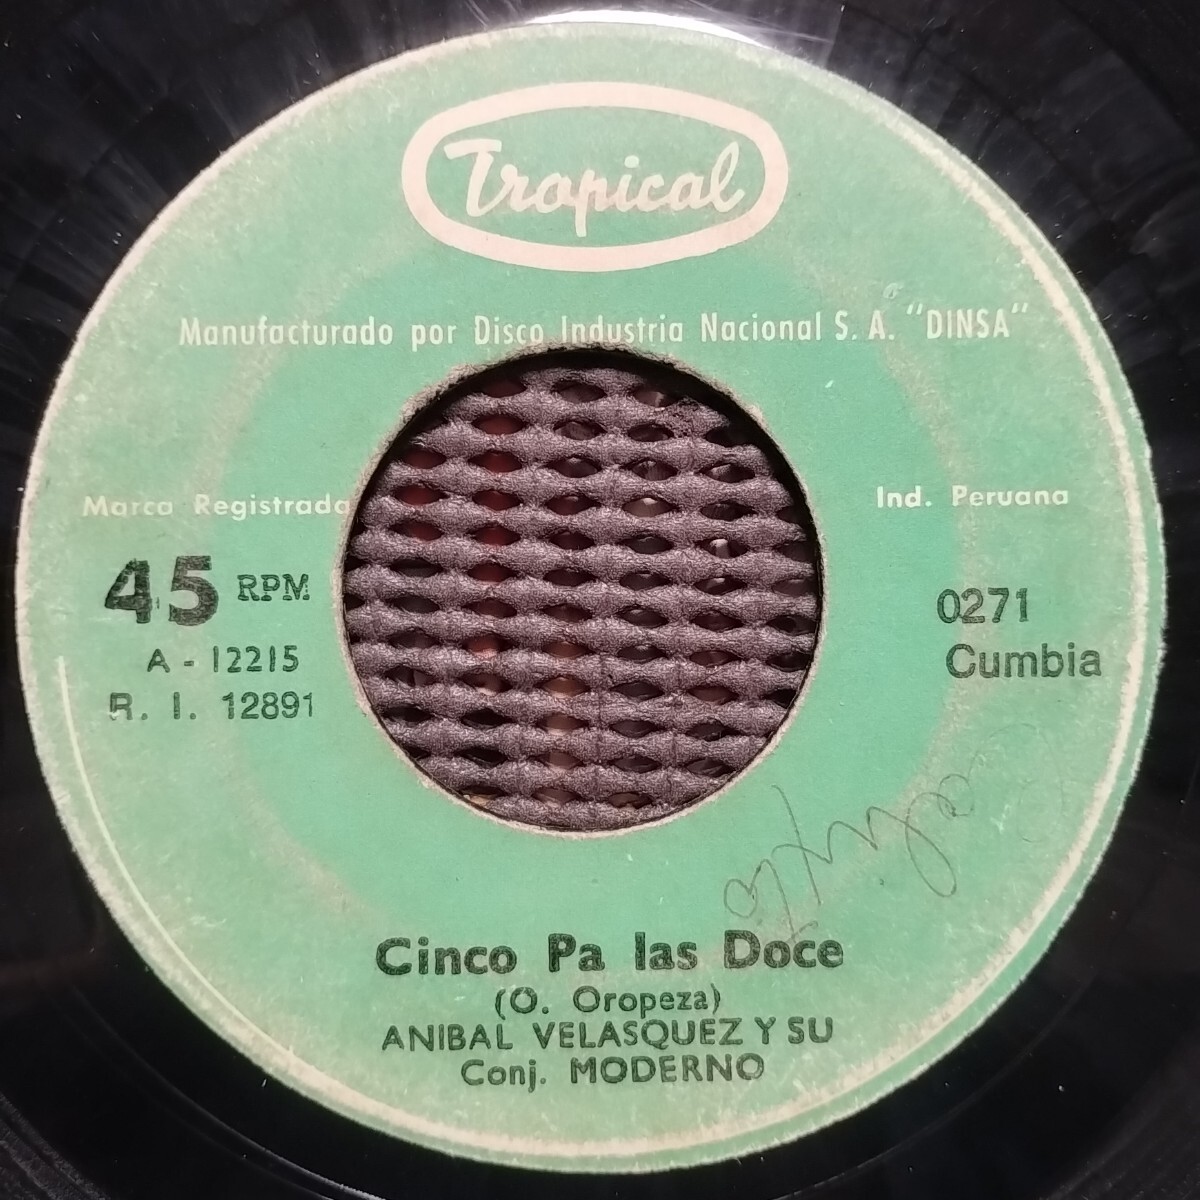 Tropical
Manufacturado por Disco Industria Nacional S. A. "DINSA"
Marca Registrada
Ind. Peruana
45 RPM
A - 12215
R. I. 12891
0271
Cumbia
Cinco Pa las Doce
(O. Oropeza)
ANIBAL VELASQUEZ Y SU
Conj. MODERNO